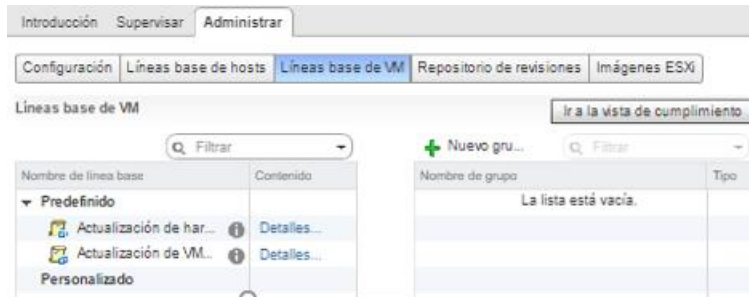 Introducción Supervisar Administrar
Configuración Líneas base de hosts Líneas base de VM Repositorio de revisiones Imágenes ESXi
Líneas base de VM
Ir a la vista de cumplimiento
Filtrar
Nuevo gru... Filtrar
Nombre de línea base Contenido
Nombre de grupo Tipo
Predefinido
La lista está vacía.
Actualización de har... Detalles...
Actualización de VM... Detalles...
Personalizado